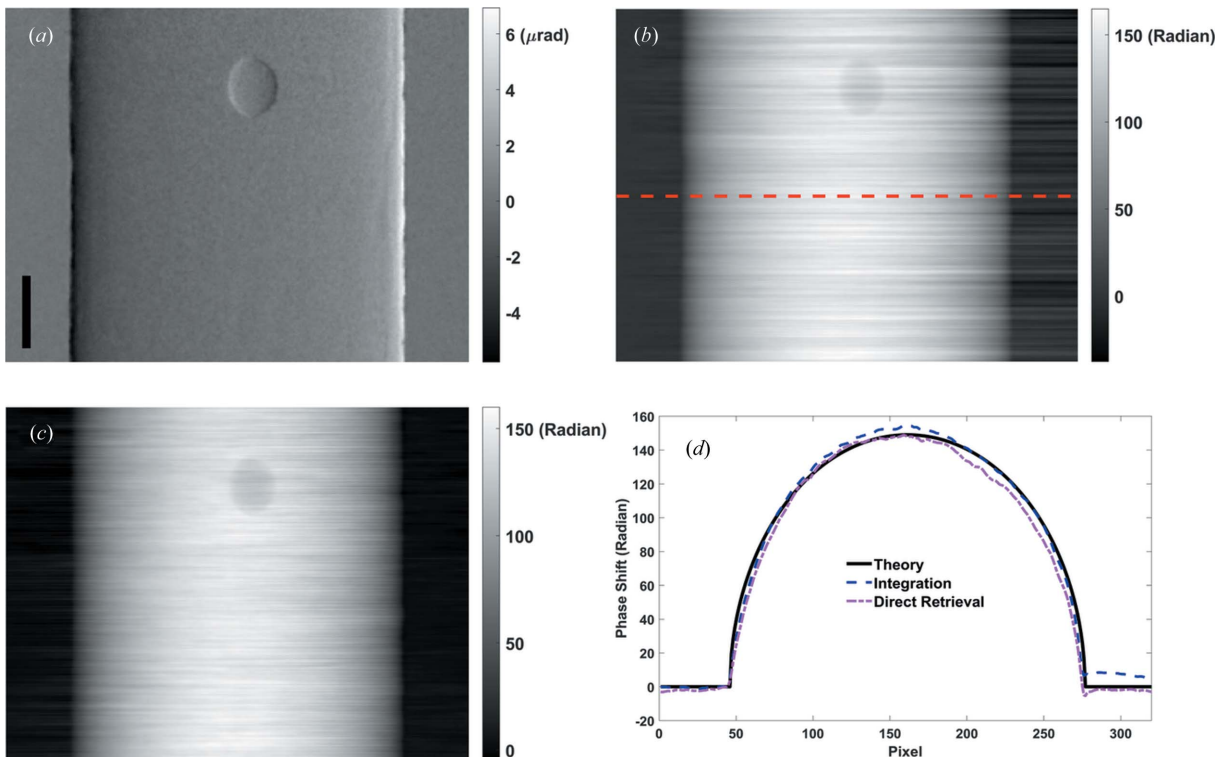 (a)
6 (μrad)
4
2
0
-2
-4
(b)
150 (Radian)
100
50
0
(c)
150 (Radian)
100
50
0
(d)
160
140
120
100
80
60
40
20
0
-20
Phase Shift (Radian)
Theory
Integration
Direct Retrieval
0 50 100 150 200 250 300
Pixel